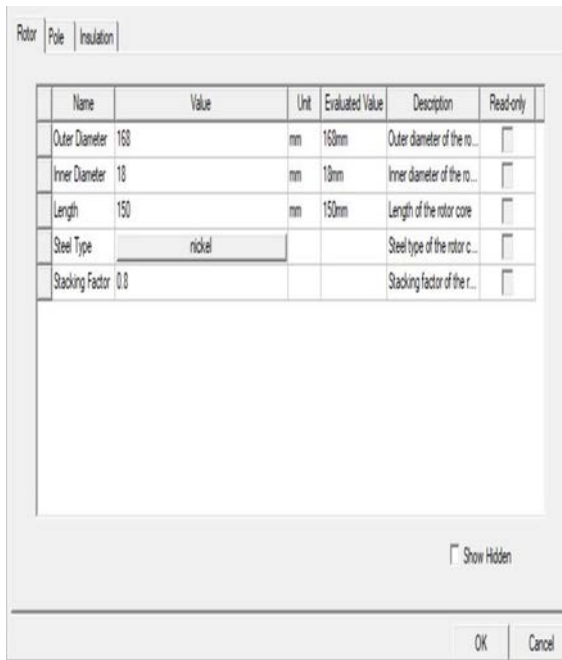 Rotor Pole Insulation
Name Value Unit Evaluated Value Description Read-only
Outer Diameter 168 mm 168mm Outer diameter of the ro...
Inner Diameter 18 mm 18mm Inner diameter of the ro...
Length 150 mm 150mm Length of the rotor core
Steel Type nickel Steel type of the rotor c...
Stacking Factor 0.8 Stacking factor of the r...
Show Hidden
OK Cancel